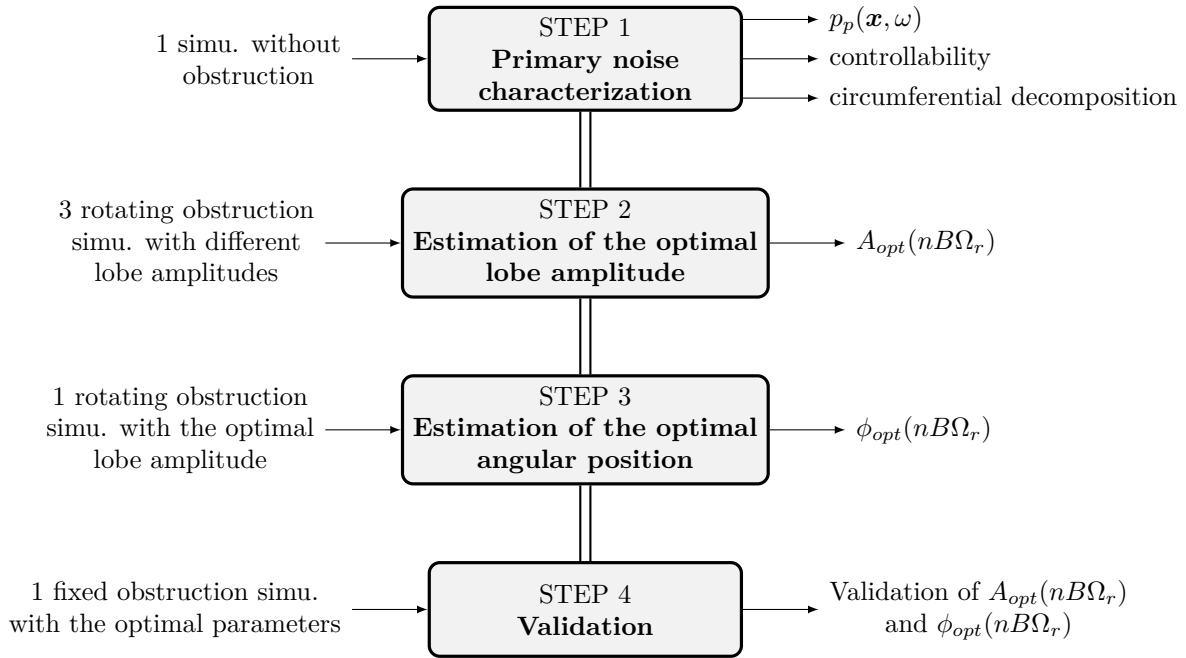 1 simu. without
obstruction
STEP 1
Primary noise
characterization
p_p(x, ω)
controllability
circumferential decomposition
3 rotating obstruction
simu. with different
lobe amplitudes
STEP 2
Estimation of the optimal
lobe amplitude
A_opt(nBΩ_r)
1 rotating obstruction
simu. with the optimal
lobe amplitude
STEP 3
Estimation of the optimal
angular position
ϕ_opt(nBΩ_r)
1 fixed obstruction simu.
with the optimal parameters
STEP 4
Validation
Validation of A_opt(nBΩ_r)
and ϕ_opt(nBΩ_r)